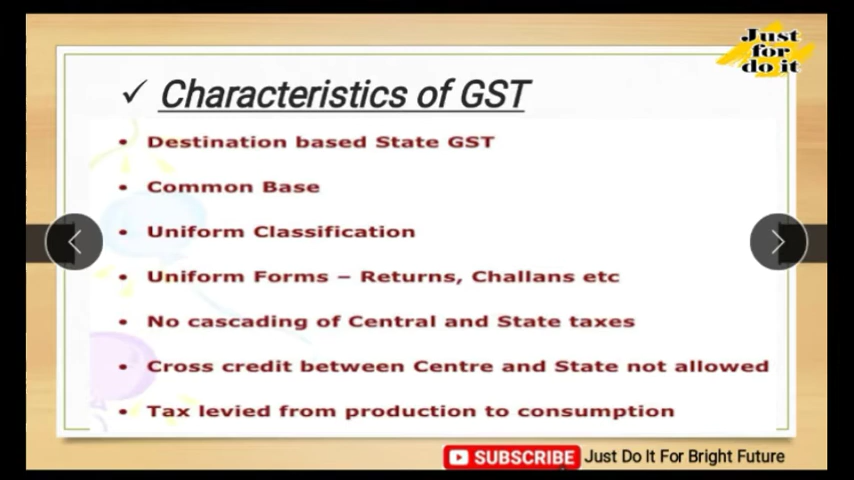 Just
for
do it
✓ Characteristics of GST
• Destination based State GST
• Common Base
• Uniform Classification
• Uniform Forms – Returns, Challans etc
• No cascading of Central and State taxes
• Cross credit between Centre and State not allowed
• Tax levied from production to consumption
SUBSCRIBE Just Do It For Bright Future